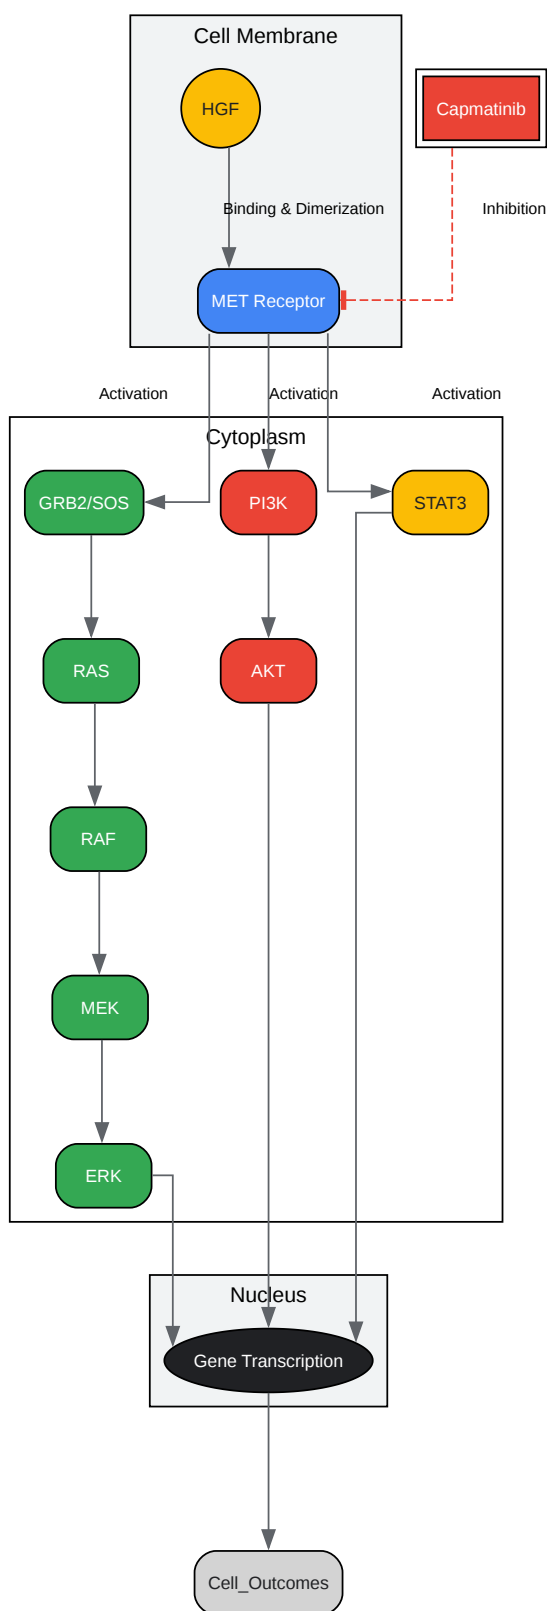 Cell Membrane
HGF
Capmatinib
Binding & Dimerization
Inhibition
MET Receptor
Activation
Activation
Activation
Cytoplasm
GRB2/SOS
PI3K
STAT3
RAS
AKT
RAF
MEK
ERK
Nucleus
Gene Transcription
Cell_Outcomes